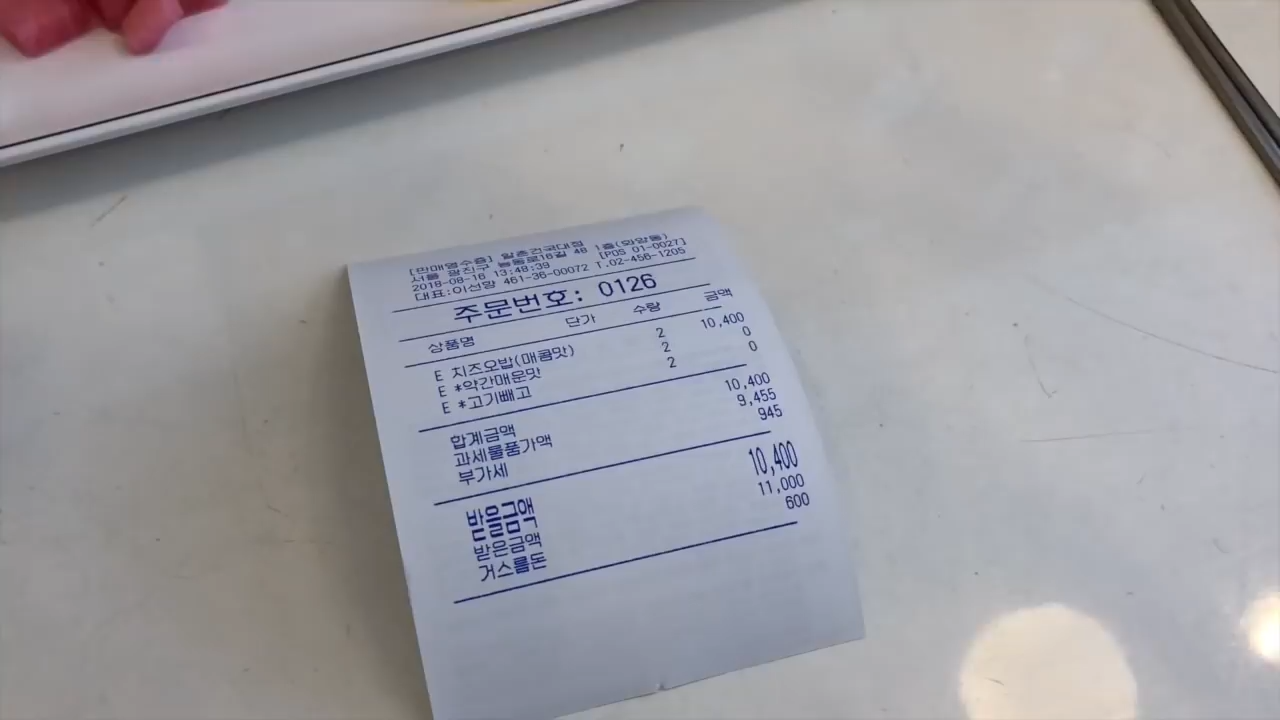 [판매영수증] 알촌건국대점
서울 광진구 능동로16길 48 1층(화양동)
2018-08-16 13:48:39 [POS 01-0027]
대표:이선망 461-36-00072 T.02-456-1205
주문번호: 0126
상품명 단가 수량 금액
E 치즈오밥(매콤맛) 2 10,400
E *약간매운맛 2 0
E *고기빼고 2 0
합계금액 10,400
과세물품가액 9,455
부가세 945
받을금액 10,400
받은금액 11,000
거스름돈 600